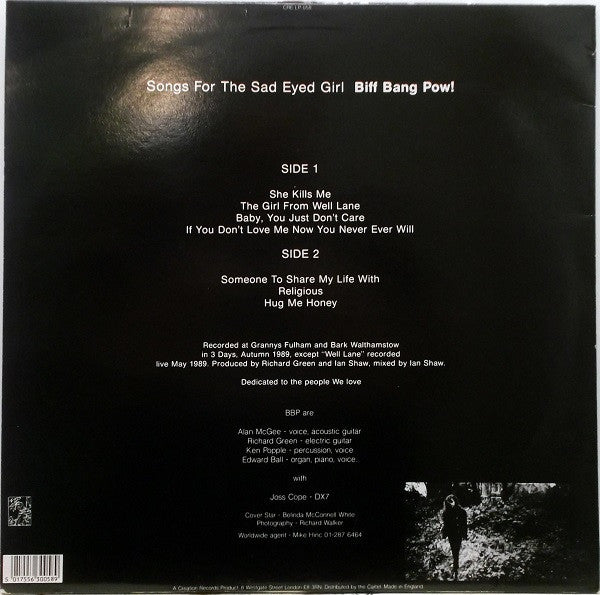 CRE LP 058
Songs For The Sad Eyed Girl Biff Bang Pow!
SIDE 1
She Kills Me
The Girl From Well Lane
Baby, You Just Don't Care
If You Don't Love Me Now You Never Ever Will
SIDE 2
Someone To Share My Life With
Religious
Hug Me Honey
Recorded at Grannys Fulham and Bark Walthamstow
in 3 Days, Autumn 1989, except "Well Lane" recorded
live May 1989. Produced by Richard Green and Ian Shaw, mixed by Ian Shaw.
Dedicated to the people We love
BBP are
Alan McGee - voice, acoustic guitar
Richard Green - electric guitar
Ken Popple - percussion, voice
Edward Ball - organ, piano, voice.
with
Joss Cope - DX7
Cover Star - Belinda McConnell White
Photography - Richard Walker
Worldwide agent - Mike Hinc 01-287 6464
5 017556 300589
A Creation Records Product. 8 Westgate Street London E8 3RN. Distributed by the Cartel. Made in England.